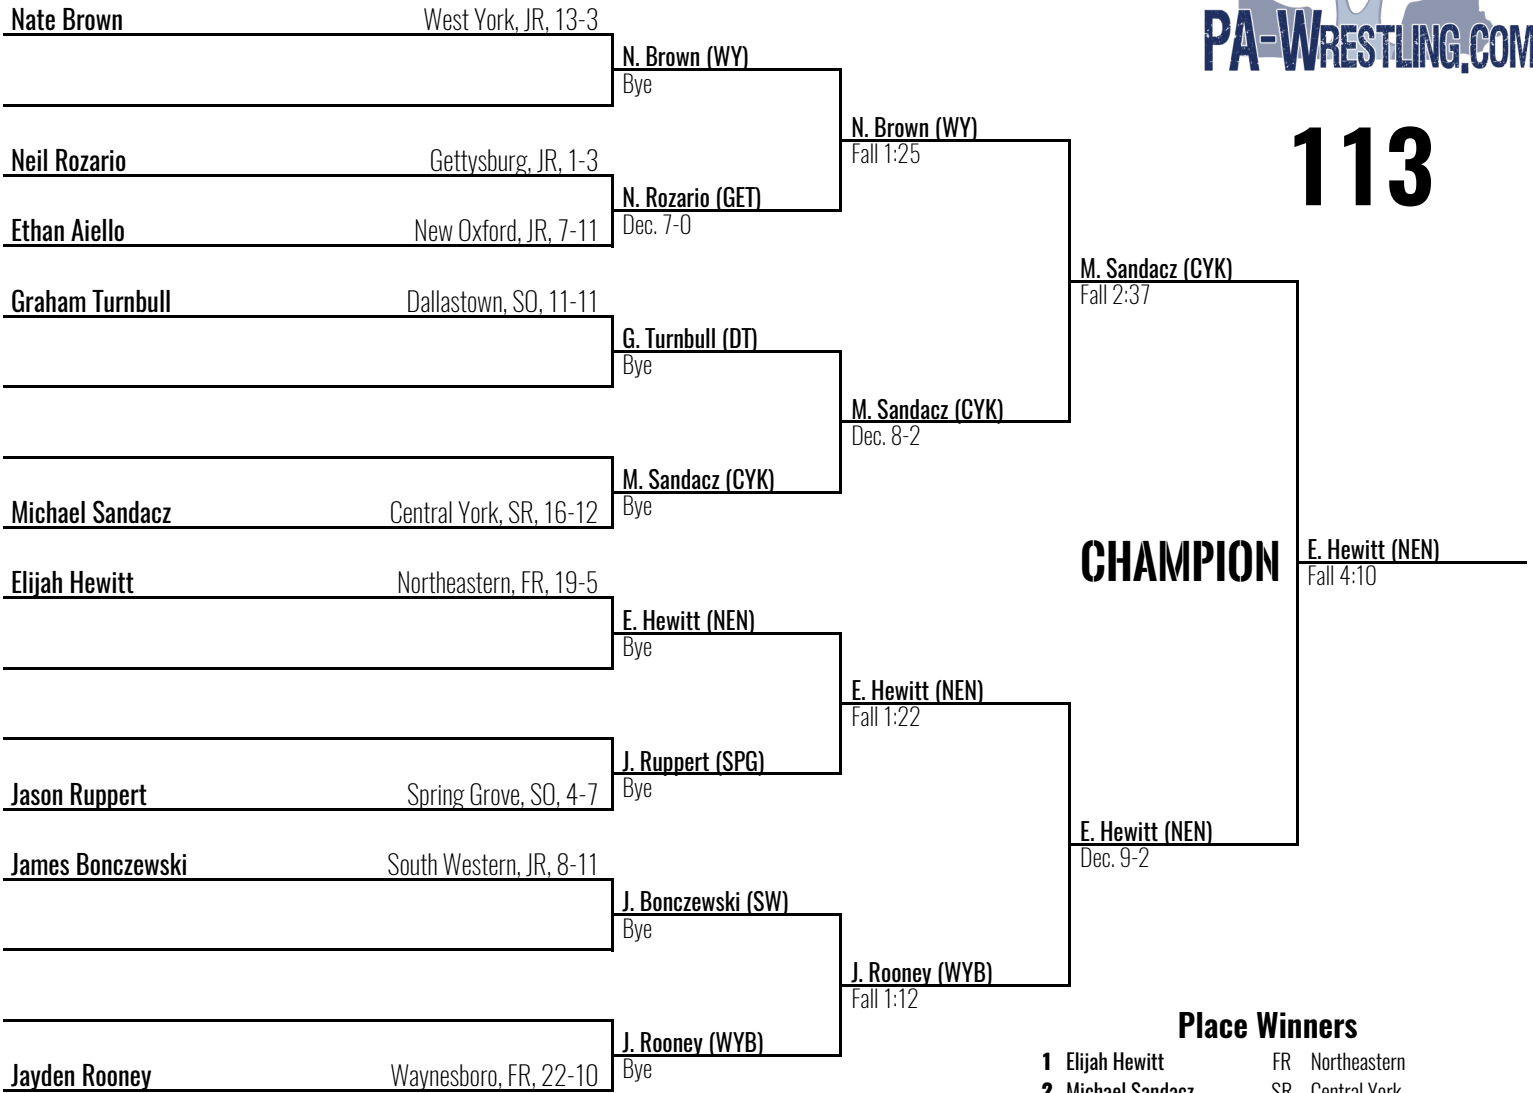 PA-WRESTLING.COM
113
Nate Brown West York, JR, 13-3
N. Brown (WY)
Bye
N. Brown (WY)
Fall 1:25
Neil Rozario Gettysburg, JR, 1-3
N. Rozario (GET)
Dec. 7-0
Ethan Aiello New Oxford, JR, 7-11
M. Sandacz (CYK)
Fall 2:37
Graham Turnbull Dallastown, SO, 11-11
G. Turnbull (DT)
Bye
M. Sandacz (CYK)
Dec. 8-2
M. Sandacz (CYK)
Bye
Michael Sandacz Central York, SR, 16-12
CHAMPION
E. Hewitt (NEN)
Fall 4:10
Elijah Hewitt Northeastern, FR, 19-5
E. Hewitt (NEN)
Bye
E. Hewitt (NEN)
Fall 1:22
J. Ruppert (SPG)
Bye
Jason Ruppert Spring Grove, SO, 4-7
E. Hewitt (NEN)
Dec. 9-2
James Bonczewski South Western, JR, 8-11
J. Bonczewski (SW)
Bye
J. Rooney (WYB)
Fall 1:12
J. Rooney (WYB)
Bye
Jayden Rooney Waynesboro, FR, 22-10
Place Winners
1 Elijah Hewitt FR Northeastern
2 Michael Sandacz SR Central York